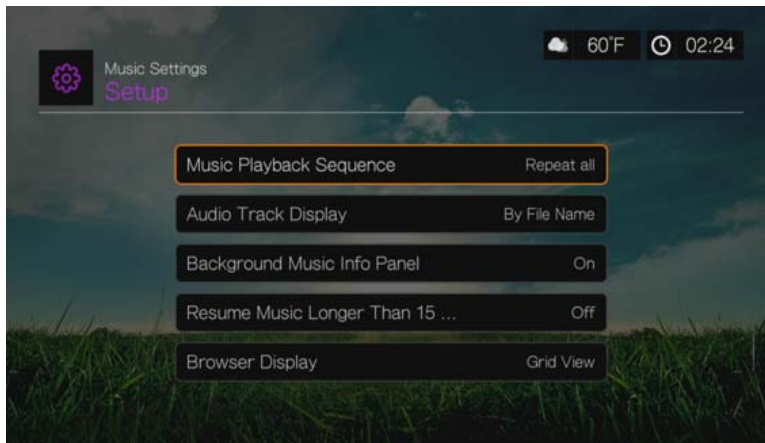 60°F 02:24
Music Settings
Setup
Music Playback Sequence Repeat all
Audio Track Display By File Name
Background Music Info Panel On
Resume Music Longer Than 15 ... Off
Browser Display Grid View